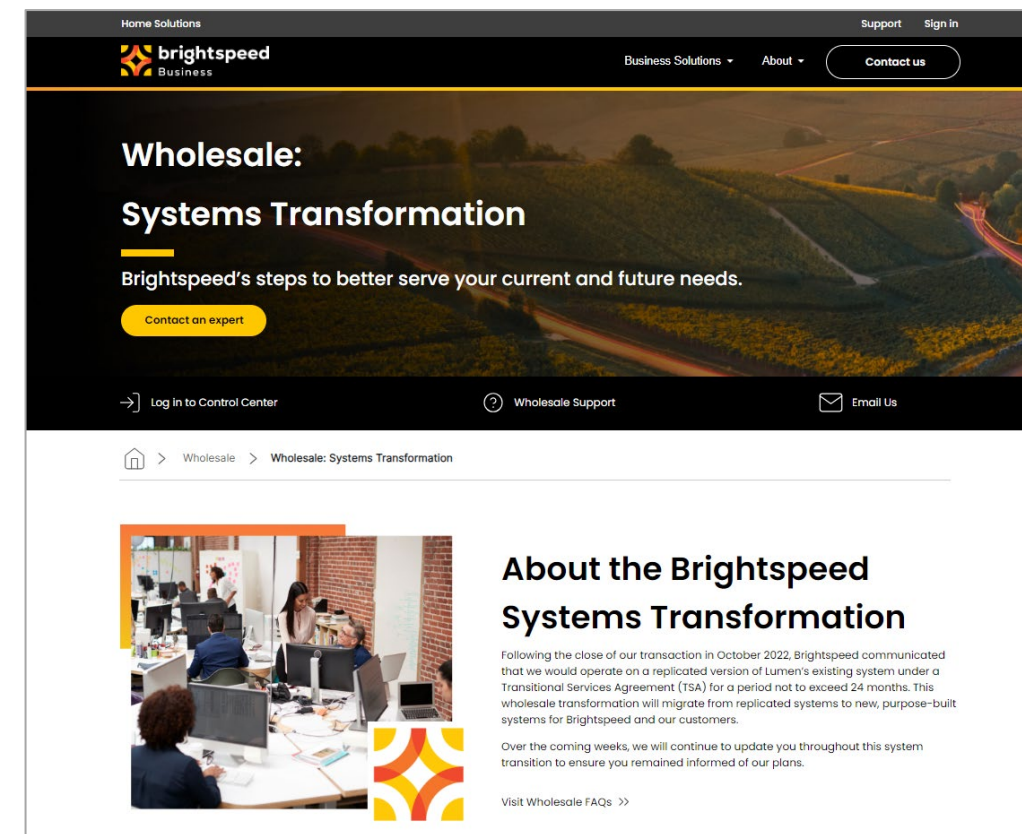 Home Solutions
Support
Sign in
brightspeed
Business
Business Solutions
About
Contact us
Wholesale:
Systems Transformation
Brightspeed's steps to better serve your current and future needs.
Contact an expert
Log in to Control Center
Wholesale Support
Email Us
> Wholesale > Wholesale: Systems Transformation
About the Brightspeed
Systems Transformation
Following the close of our transaction in October 2022, Brightspeed communicated
that we would operate on a replicated version of Lumen's existing system under a
Transitional Services Agreement (TSA) for a period not to exceed 24 months. This
wholesale transformation will migrate from replicated systems to new, purpose-built
systems for Brightspeed and our customers.
Over the coming weeks, we will continue to update you throughout this system
transition to ensure you remained informed of our plans.
Visit Wholesale FAQs >>